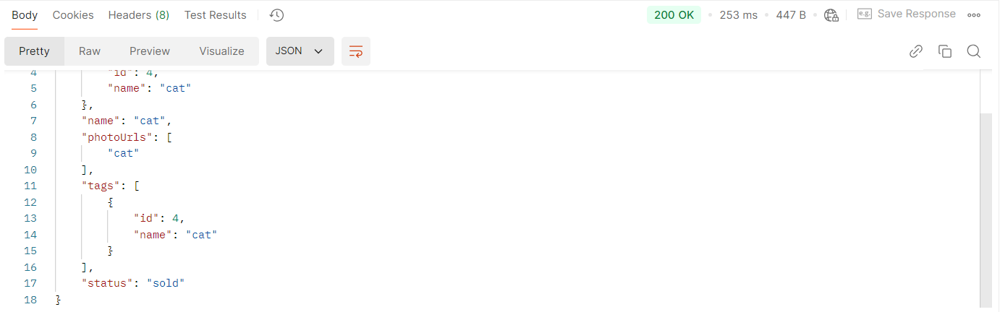 Body Cookies Headers (8) Test Results 200 OK 253 ms 447 B e.g. Save Response
Pretty Raw Preview Visualize JSON
4 "id": 4,
5 "name": "cat"
6 },
7 "name": "cat",
8 "photoUrls": [
9 "cat"
10 ],
11 "tags": [
12 {
13 "id": 4,
14 "name": "cat"
15 }
16 ],
17 "status": "sold"
18 }